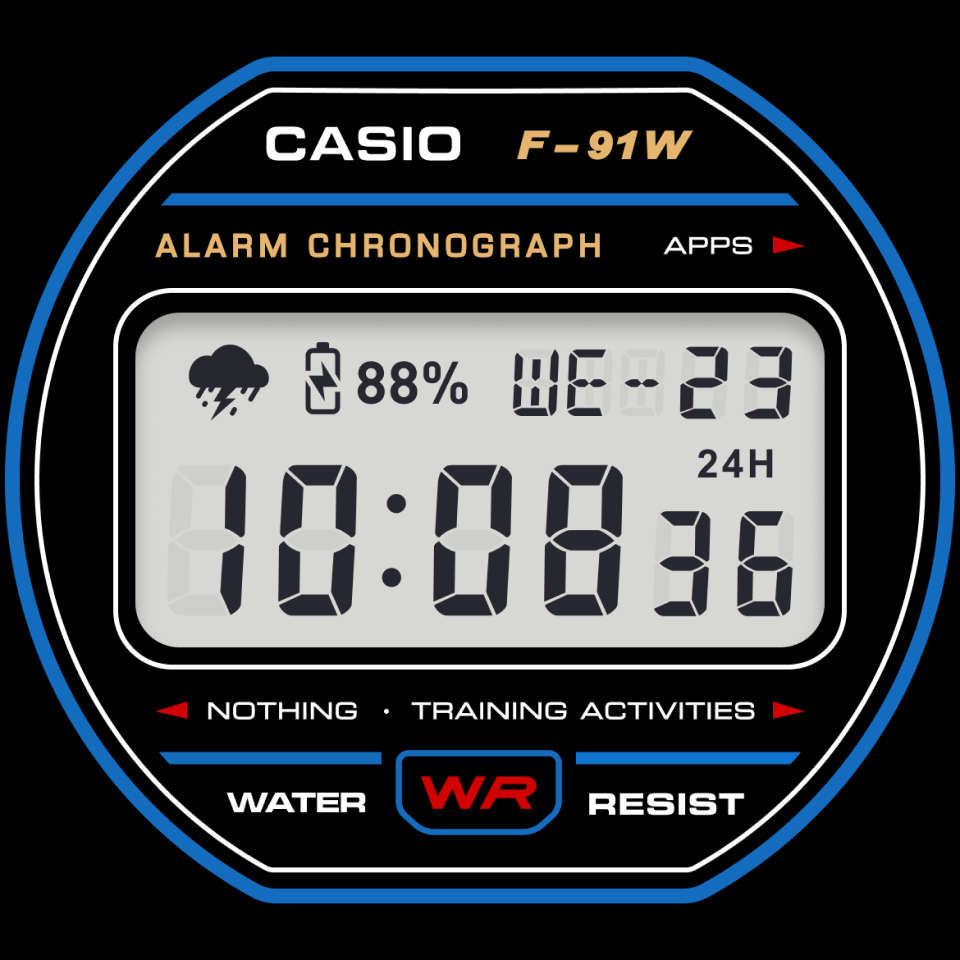 CASIO F-91W
ALARM CHRONOGRAPH APPS
88% WE-23
24H
10:08 36
NOTHING · TRAINING ACTIVITIES
WATER WR RESIST